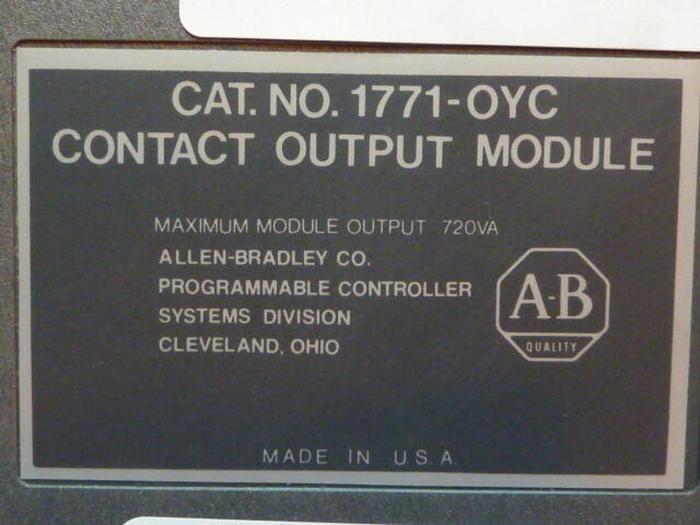 CAT. NO. 1771-OYC
CONTACT OUTPUT MODULE
MAXIMUM MODULE OUTPUT 720VA
ALLEN-BRADLEY CO.
PROGRAMMABLE CONTROLLER
SYSTEMS DIVISION
CLEVELAND, OHIO
A-B
QUALITY
MADE IN U.S.A.